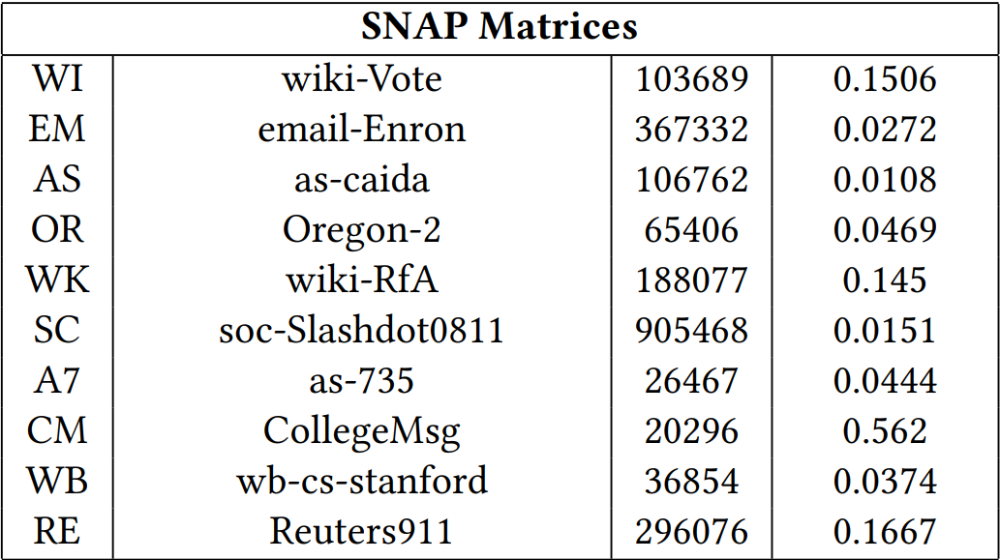 SNAP Matrices
WI wiki-Vote 103689 0.1506
EM email-Enron 367332 0.0272
AS as-caida 106762 0.0108
OR Oregon-2 65406 0.0469
WK wiki-RfA 188077 0.145
SC soc-Slashdot0811 905468 0.0151
A7 as-735 26467 0.0444
CM CollegeMsg 20296 0.562
WB wb-cs-stanford 36854 0.0374
RE Reuters911 296076 0.1667